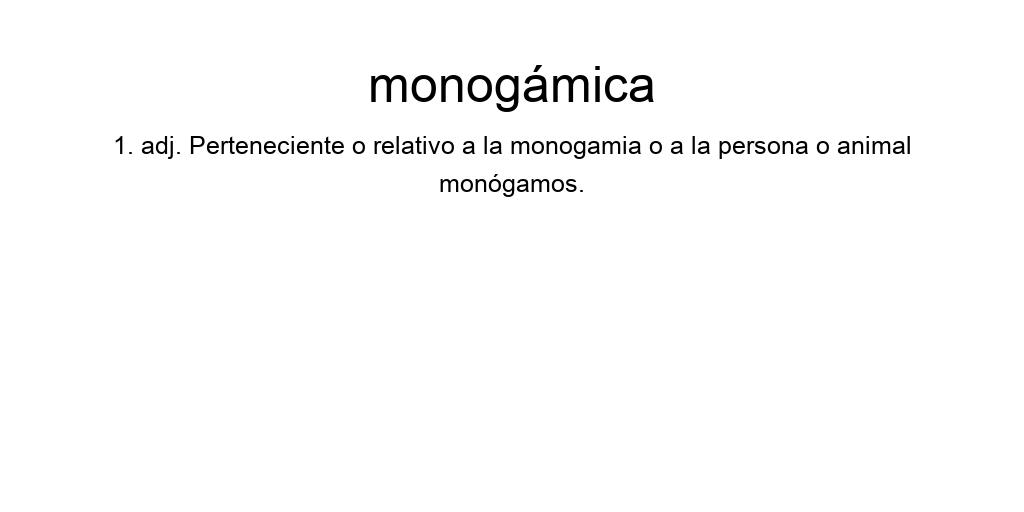 monogámica
1. adj. Perteneciente o relativo a la monogamia o a la persona o animal
monógamos.